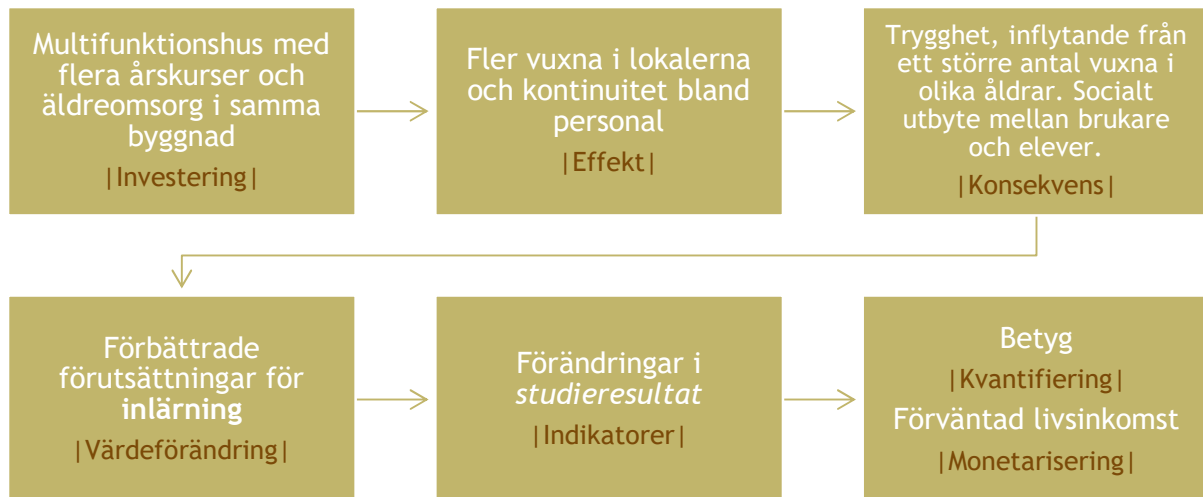 Multifunktionshus med
flera årskurser och
äldreomsorg i samma
byggnad
|Investering|
Fler vuxna i lokalerna
och kontinuitet bland
personal
|Effekt|
Trygghet, inflytande från
ett större antal vuxna i
olika åldrar. Socialt
utbyte mellan brukare
och elever.
|Konsekvens|
Förbättrade
förutsättningar för
inlärning
|Värdeförändring|
Förändringar i
studieresultat
|Indikatorer|
Betyg
|Kvantifiering|
Förväntad livsinkomst
|Monetarisering|